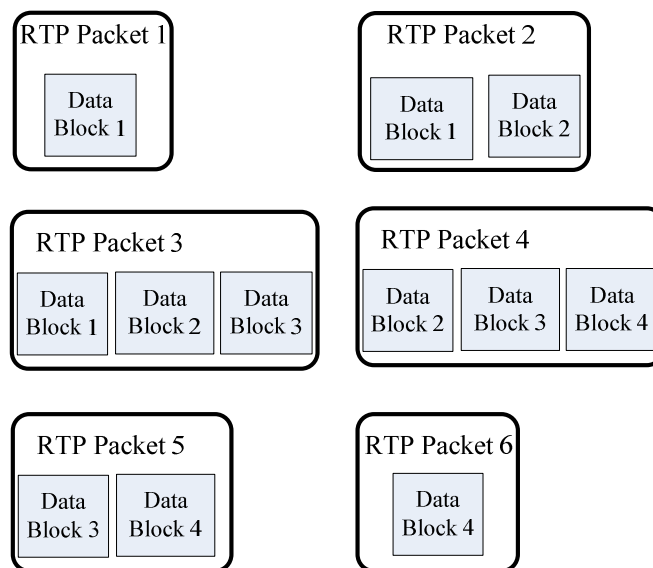 RTP Packet 1
Data
Block 1
RTP Packet 2
Data
Block 1
Data
Block 2
RTP Packet 3
Data
Block 1
Data
Block 2
Data
Block 3
RTP Packet 4
Data
Block 2
Data
Block 3
Data
Block 4
RTP Packet 5
Data
Block 3
Data
Block 4
RTP Packet 6
Data
Block 4